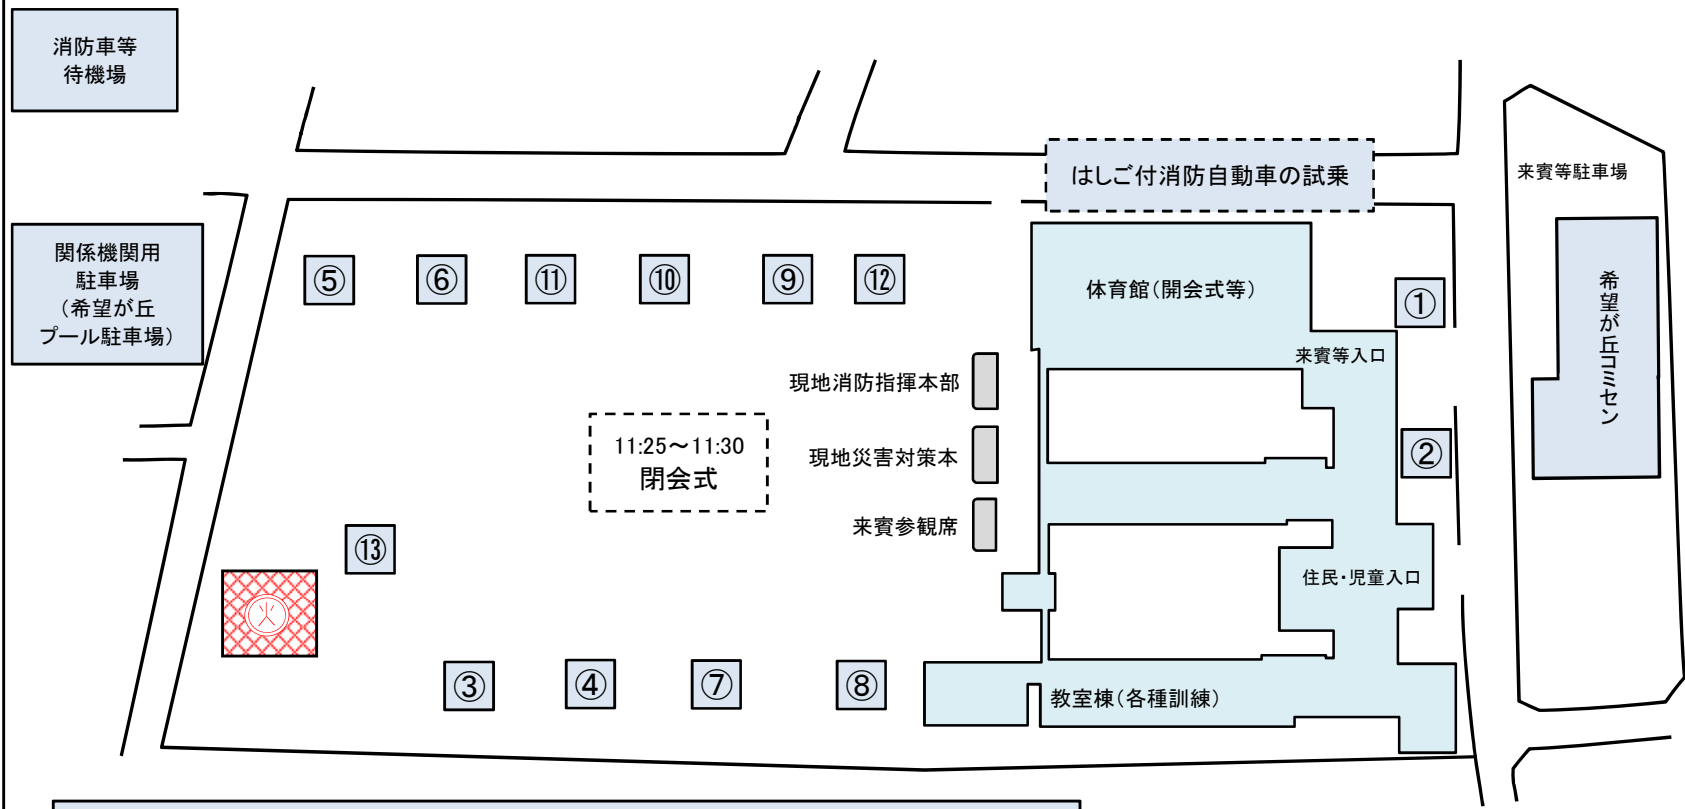 消防車等
待機場
はしご付消防自動車の試乗
来賓等駐車場
関係機関用
駐車場
（希望が丘
プール駐車場）
⑤
⑥
⑪
⑩
⑨
⑫
体育館（開会式等）
①
希望が丘コミセン
来賓等入口
現地消防指揮本部
11:25～11:30
閉会式
現地災害対策本
②
来賓参観席
⑬
住民・児童入口
火
③
④
⑦
⑧
教室棟（各種訓練）